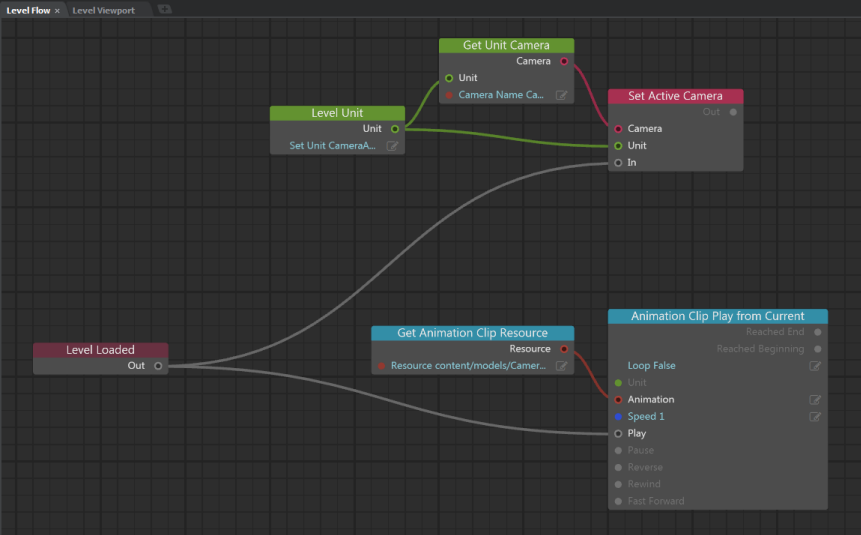 Level Flow × Level Viewport
Get Unit Camera
Camera
Unit
Camera Name Ca...
Level Unit
Unit
Set Unit CameraA...
Set Active Camera
Out
Camera
Unit
In
Level Loaded
Out
Get Animation Clip Resource
Resource
Resource content/models/Camer...
Animation Clip Play from Current
Reached End
Reached Beginning
Loop False
Unit
Animation
Speed 1
Play
Pause
Reverse
Rewind
Fast Forward